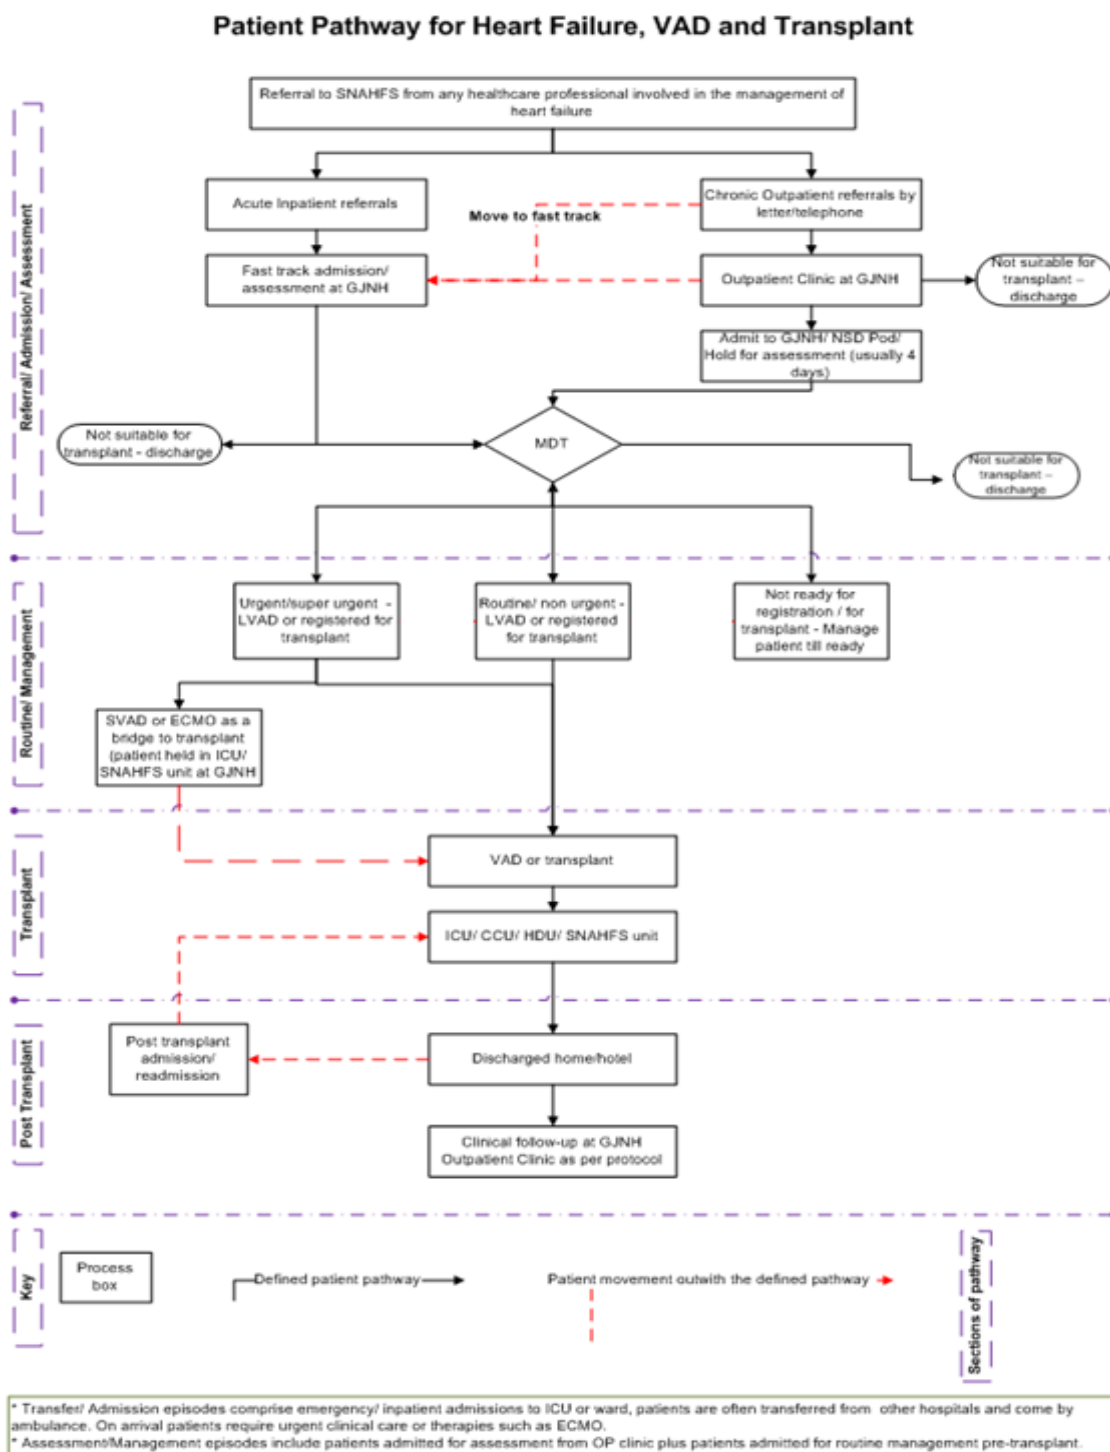 Patient Pathway for Heart Failure, VAD and Transplant
Referral to SNAHFS from any healthcare professional involved in the management of
heart failure
Referral/ Admission/ Assessment
Acute Inpatient referrals
Chronic Outpatient referrals by
letter/telephone
Move to fast track
Fast track admission/
assessment at GJNH
Outpatient Clinic at GJNH
Not suitable for
transplant –
discharge
Admit to GJNH/ NSD Pod/
Hold for assessment (usually 4
days)
Not suitable for
transplant - discharge
MDT
Not suitable for
transplant –
discharge
Routine/ Management
Urgent/super urgent -
LVAD or registered for
transplant
Routine/ non urgent -
LVAD or registered
for transplant
Not ready for
registration / for
transplant - Manage
patient till ready
SVAD or ECMO as a
bridge to transplant
(patient held in ICU/
SNAHFS unit at GJNH
Transplant
VAD or transplant
ICU/ CCU/ HDU/ SNAHFS unit
Post Transplant
Post transplant
admission/
readmission
Discharged home/hotel
Clinical follow-up at GJNH
Outpatient Clinic as per protocol
Key
Process
box
Defined patient pathway
Patient movement outwith the defined pathway
Sections of pathway
* Transfer/ Admission episodes comprise emergency/ inpatient admissions to ICU or ward, patients are often transferred from other hospitals and come by
ambulance. On arrival patients require urgent clinical care or therapies such as ECMO.
* Assessment/Management episodes include patients admitted for assessment from OP clinic plus patients admitted for routine management pre-transplant.